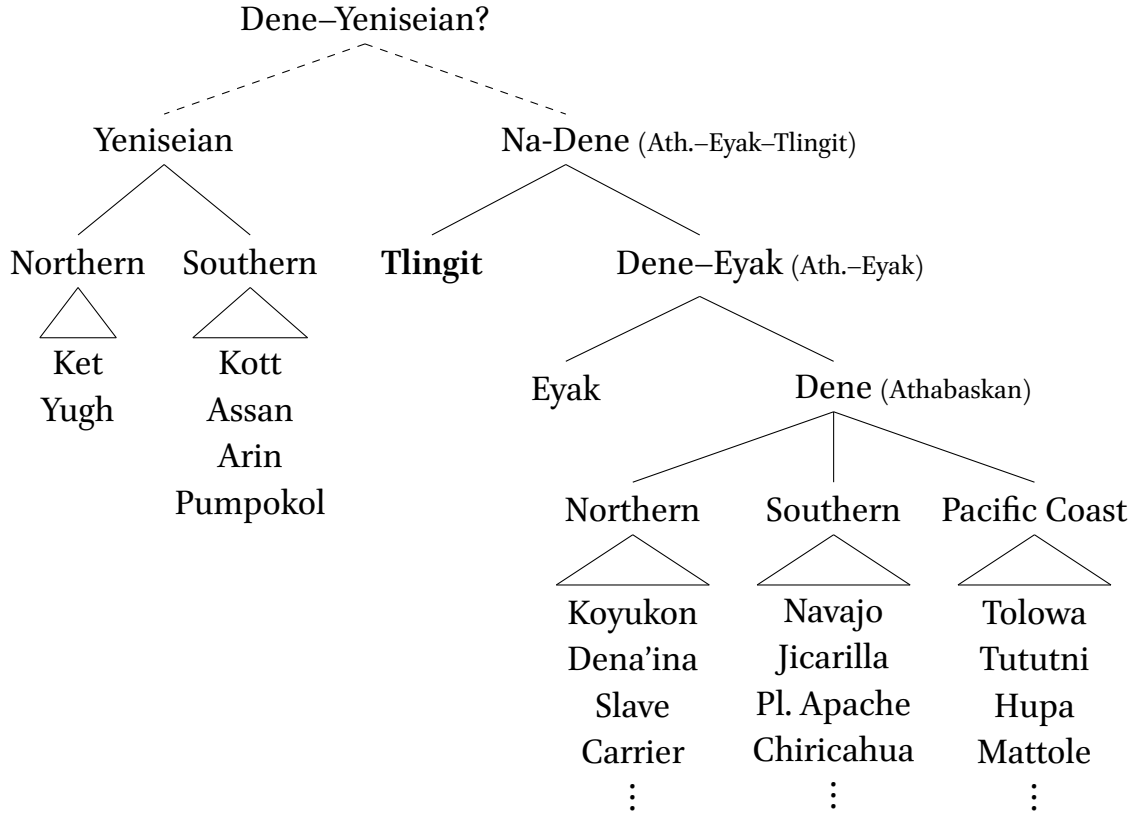 Dene–Yeniseian?
Yeniseian
Na-Dene (Ath.–Eyak–Tlingit)
Northern
Southern
Tlingit
Dene–Eyak (Ath.–Eyak)
Ket
Yugh
Kott
Assan
Arin
Pumpokol
Eyak
Dene (Athabaskan)
Northern
Southern
Pacific Coast
Koyukon
Dena'ina
Slave
Carrier
⋮
Navajo
Jicarilla
Pl. Apache
Chiricahua
⋮
Tolowa
Tututni
Hupa
Mattole
⋮